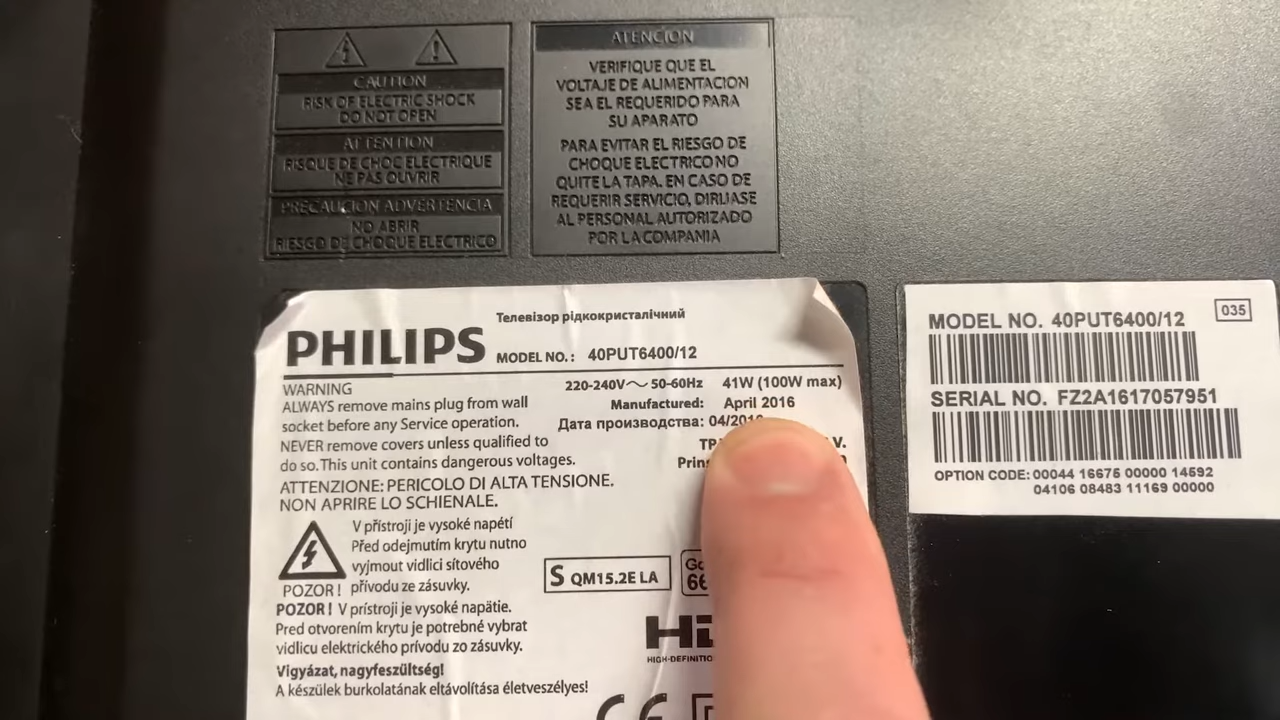 CAUTION
RISK OF ELECTRIC SHOCK
DO NOT OPEN
ATTENTION
RISQUE DE CHOC ELECTRIQUE
NE PAS OUVRIR
PRECAUCION ADVERTENCIA
NO ABRIR
RIESGO DE CHOQUE ELECTRICO
ATENCION
VERIFIQUE QUE EL
VOLTAJE DE ALIMENTACION
SEA EL REQUERIDO PARA
SU APARATO
PARA EVITAR EL RIESGO DE
CHOQUE ELECTRICO NO
QUITE LA TAPA. EN CASO DE
REQUERIR SERVICIO, DIRIJASE
AL PERSONAL AUTORIZADO
POR LA COMPANIA
Телевізор рідкокристалічний
PHILIPS MODEL NO.: 40PUT6400/12
WARNING
ALWAYS remove mains plug from wall
socket before any Service operation.
NEVER remove covers unless qualified to
do so. This unit contains dangerous voltages.
220-240V～ 50-60Hz 41W (100W max)
Manufactured: April 2016
Дата производства: 04/2016
V.
ATTENZIONE: PERICOLO DI ALTA TENSIONE.
NON APRIRE LO SCHIENALE.
V přístroji je vysoké napětí
Před odejmutím krytu nutno
vyjmout vidlici síťového
POZOR! přívodu ze zásuvky.
POZOR! V prístroji je vysoké napätie.
Pred otvorením krytu je potrebné vybrat
vidlicu elektrického prívodu zo zásuvky.
Vigyázat, nagyfeszültség!
A készülek burkolatának eltávolítása életveszélyes!
S QM15.2E LA
HIGH-DEFINITIO
CE
MODEL NO. 40PUT6400/12
035
SERIAL NO. FZ2A1617057951
OPTION CODE: 00044 16676 00000 14592
04106 08483 11169 00000